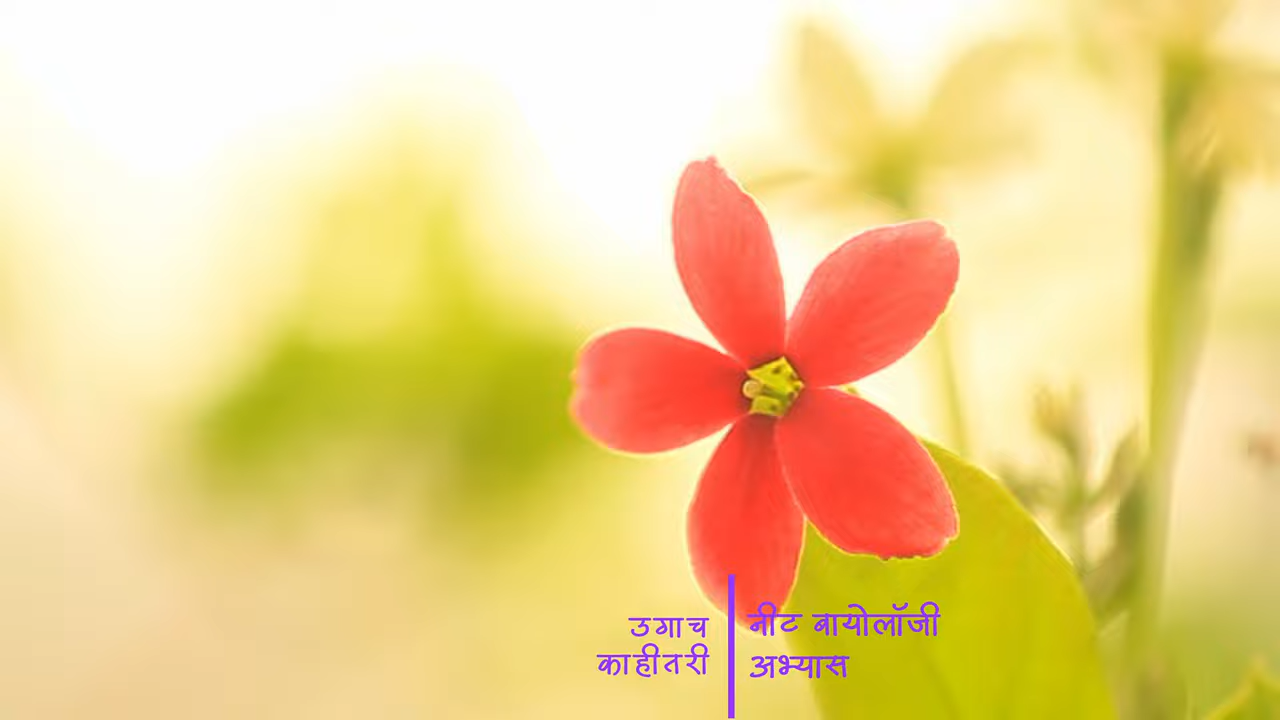 उगाच
काहीतरी
नीट बायोलॉजी
अभ्यास